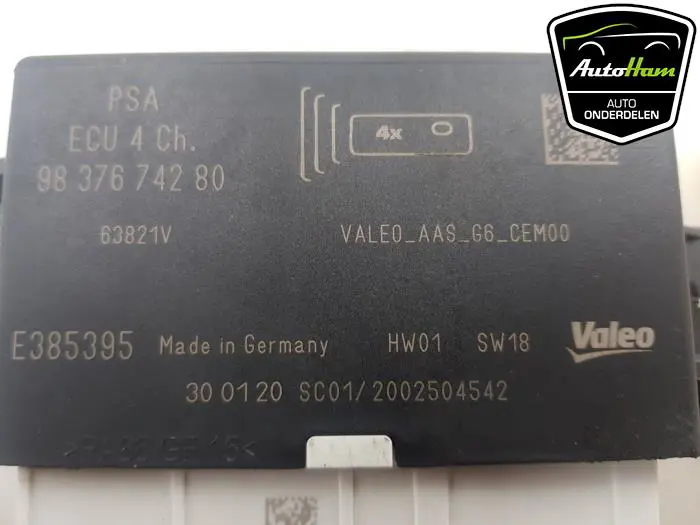 PSA
ECU 4 Ch.
98 376 742 80
4x
63821V
VALEO_AAS_G6_CEM00
E385395 Made in Germany HW01 SW18 Valeo
30 01 20 SC01/2002504542
AutoHam
AUTO
ONDERDELEN